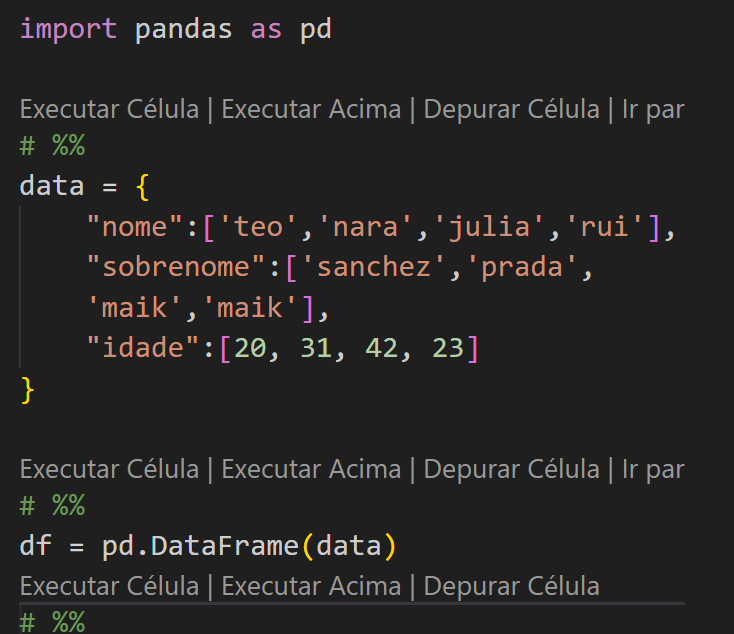 import pandas as pd
Executar Célula | Executar Acima | Depurar Célula | Ir par
# %%
data = {
    "nome":['teo','nara','julia','rui'],
    "sobrenome":['sanchez','prada',
    'maik','maik'],
    "idade":[20, 31, 42, 23]
}
Executar Célula | Executar Acima | Depurar Célula | Ir par
# %%
df = pd.DataFrame(data)
Executar Célula | Executar Acima | Depurar Célula
# %%